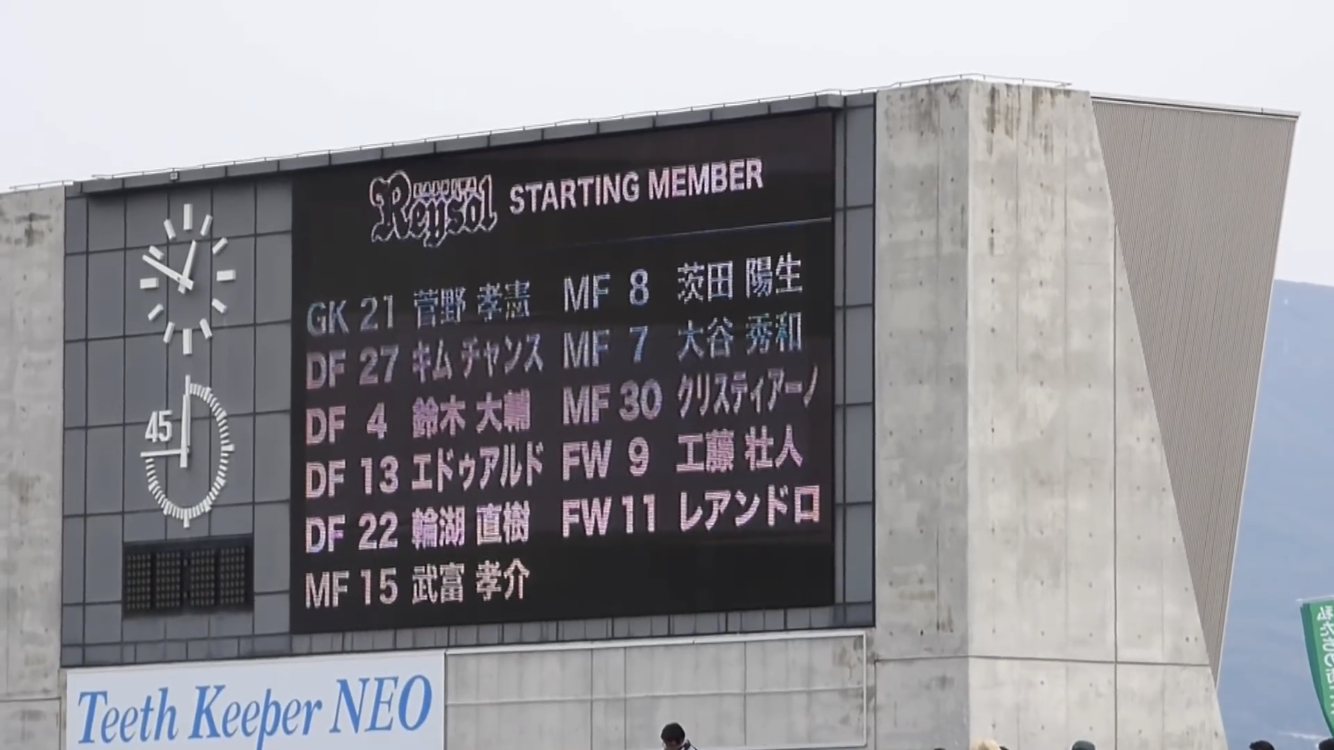 KASHIWA
Reysol STARTING MEMBER
GK 21 菅野 孝憲 MF 8 茨田 陽生
DF 27 キム チャンス MF 7 大谷 秀和
DF 4 鈴木 大輔 MF 30 クリスティアーノ
DF 13 エドゥアルド FW 9 工藤 壮人
DF 22 輪湖 直樹 FW 11 レアンドロ
MF 15 武富 孝介
45
Teeth Keeper NEO